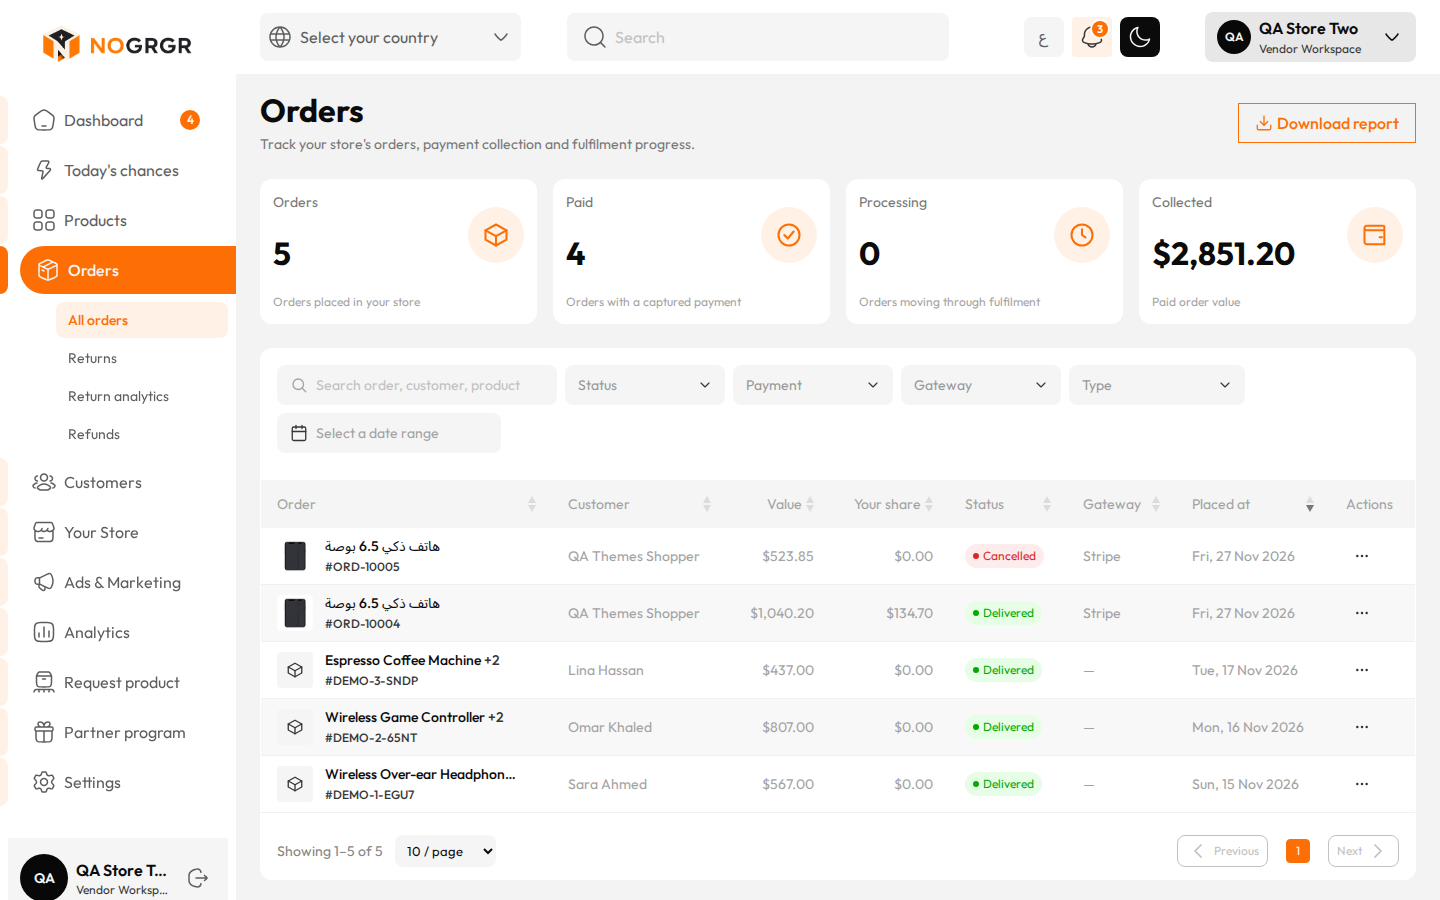 NOGRGR
Select your country
Search
ع
3
QA
QA Store Two
Vendor Workspace
Dashboard
4
Today's chances
Products
Orders
All orders
Returns
Return analytics
Refunds
Customers
Your Store
Ads & Marketing
Analytics
Request product
Partner program
Settings
QA
QA Store T...
Vendor Worksp...
Orders
Track your store's orders, payment collection and fulfilment progress.
Download report
Orders
5
Orders placed in your store
Paid
4
Orders with a captured payment
Processing
0
Orders moving through fulfilment
Collected
$2,851.20
Paid order value
Search order, customer, product
Status
Payment
Gateway
Type
Select a date range
Order Customer Value Your share Status Gateway Placed at Actions
هاتف ذكي 6.5 بوصة
#ORD-10005
QA Themes Shopper $523.85 $0.00 Cancelled Stripe Fri, 27 Nov 2026
هاتف ذكي 6.5 بوصة
#ORD-10004
QA Themes Shopper $1,040.20 $134.70 Delivered Stripe Fri, 27 Nov 2026
Espresso Coffee Machine +2
#DEMO-3-SNDP
Lina Hassan $437.00 $0.00 Delivered — Tue, 17 Nov 2026
Wireless Game Controller +2
#DEMO-2-65NT
Omar Khaled $807.00 $0.00 Delivered — Mon, 16 Nov 2026
Wireless Over-ear Headphon...
#DEMO-1-EGU7
Sara Ahmed $567.00 $0.00 Delivered — Sun, 15 Nov 2026
Showing 1–5 of 5
10 / page
Previous
1
Next